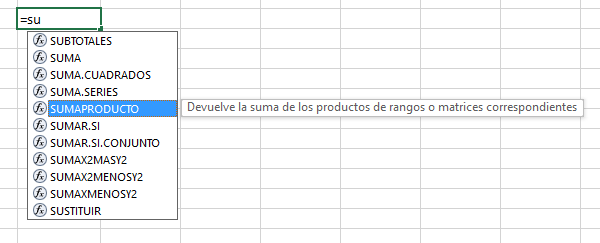 =su
SUBTOTALES
SUMA
SUMA.CUADRADOS
SUMA.SERIES
SUMAPRODUCTO
Devuelve la suma de los productos de rangos o matrices correspondientes
SUMAR.SI
SUMAR.SI.CONJUNTO
SUMAX2MASY2
SUMAX2MENOSY2
SUMAXMENOSY2
SUSTITUIR